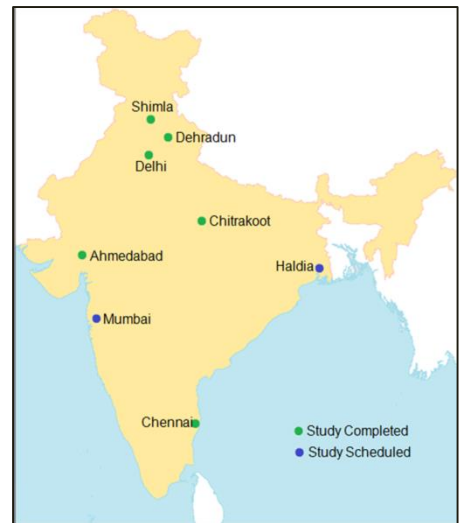 Shimla
Dehradun
Delhi
Chitrakoot
Ahmedabad
Haldia
Mumbai
Chennai
Study Completed
Study Scheduled